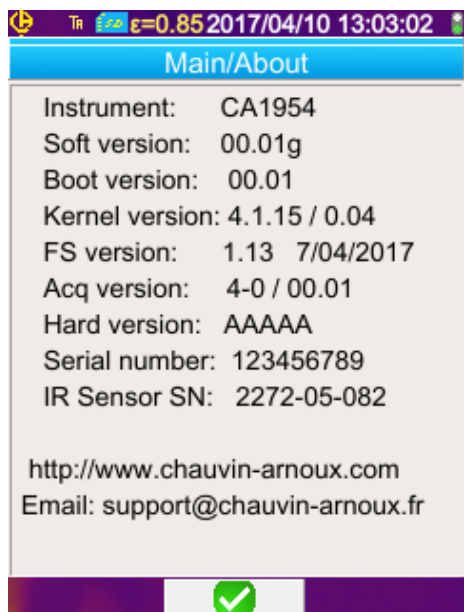 TA ε=0.85 2017/04/10 13:03:02
Main/About
Instrument: CA1954
Soft version: 00.01g
Boot version: 00.01
Kernel version: 4.1.15 / 0.04
FS version: 1.13 7/04/2017
Acq version: 4-0 / 00.01
Hard version: AAAAA
Serial number: 123456789
IR Sensor SN: 2272-05-082
http://www.chauvin-arnoux.com
Email: support@chauvin-arnoux.fr